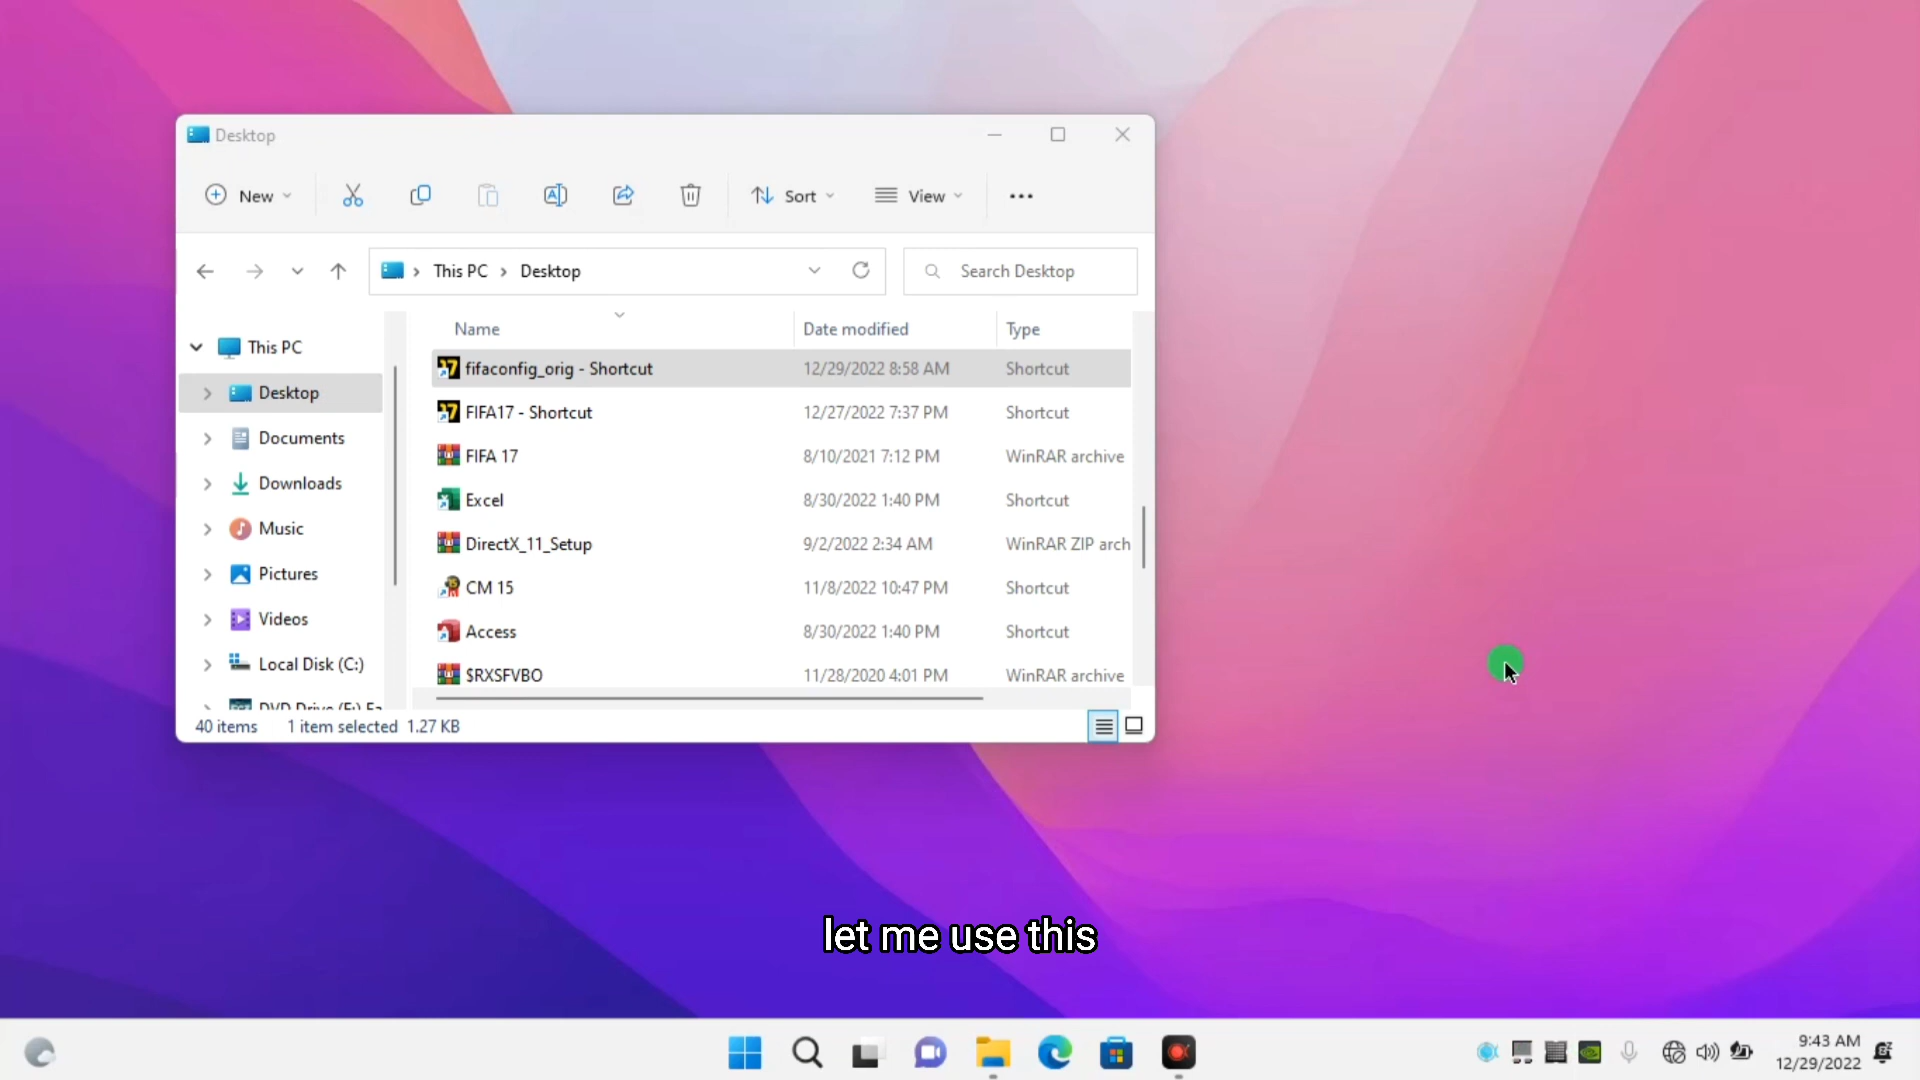 Desktop
New
Sort
View
This PC
Desktop
Search Desktop
Name
Date modified
Type
This PC
Desktop
Documents
Downloads
Music
Pictures
Videos
Local Disk (C:)
fifaconfig_orig - Shortcut 12/29/2022 8:58 AM Shortcut
FIFA17 - Shortcut 12/27/2022 7:37 PM Shortcut
FIFA 17 8/10/2021 7:12 PM WinRAR archive
Excel 8/30/2022 1:40 PM Shortcut
DirectX_11_Setup 9/2/2022 2:34 AM WinRAR ZIP arch
CM 15 11/8/2022 10:47 PM Shortcut
Access 8/30/2022 1:40 PM Shortcut
$RXSFVBO 11/28/2020 4:01 PM WinRAR archive
40 items 1 item selected 1.27 KB
let me use this
9:43 AM
12/29/2022